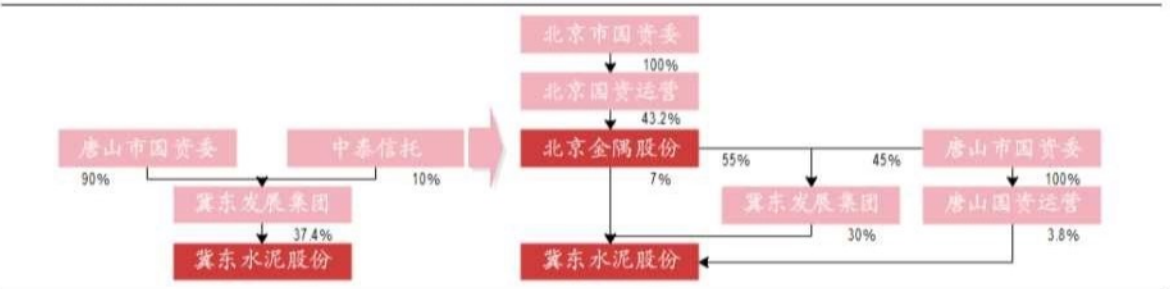 北京市国资委
100%
北京国资运营
43.2%
唐山市国资委
中泰信托
北京金隅股份
55%
45%
唐山市国资委
90%
10%
7%
100%
冀东发展集团
冀东发展集团
唐山国资运营
37.4%
30%
3.8%
冀东水泥股份
冀东水泥股份